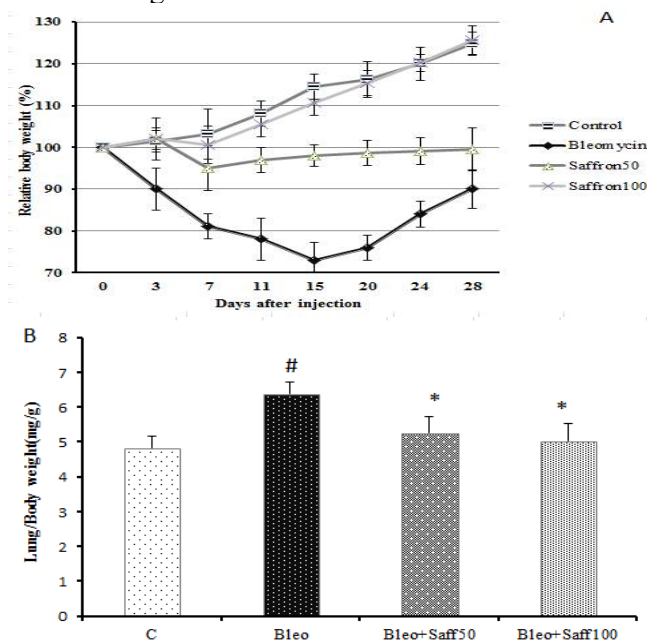 A
130
120
110
100
90
80
70
Relative body weight (%)
Control
Bleomycin
Saffron50
Saffron100
0 3 7 11 15 20 24 28
Days after injection
B
8
7
6
5
4
3
2
1
0
Lung/Body weight(mg/g)
#
*
*
C Bleo Bleo+Saff50 Bleo+Saff100